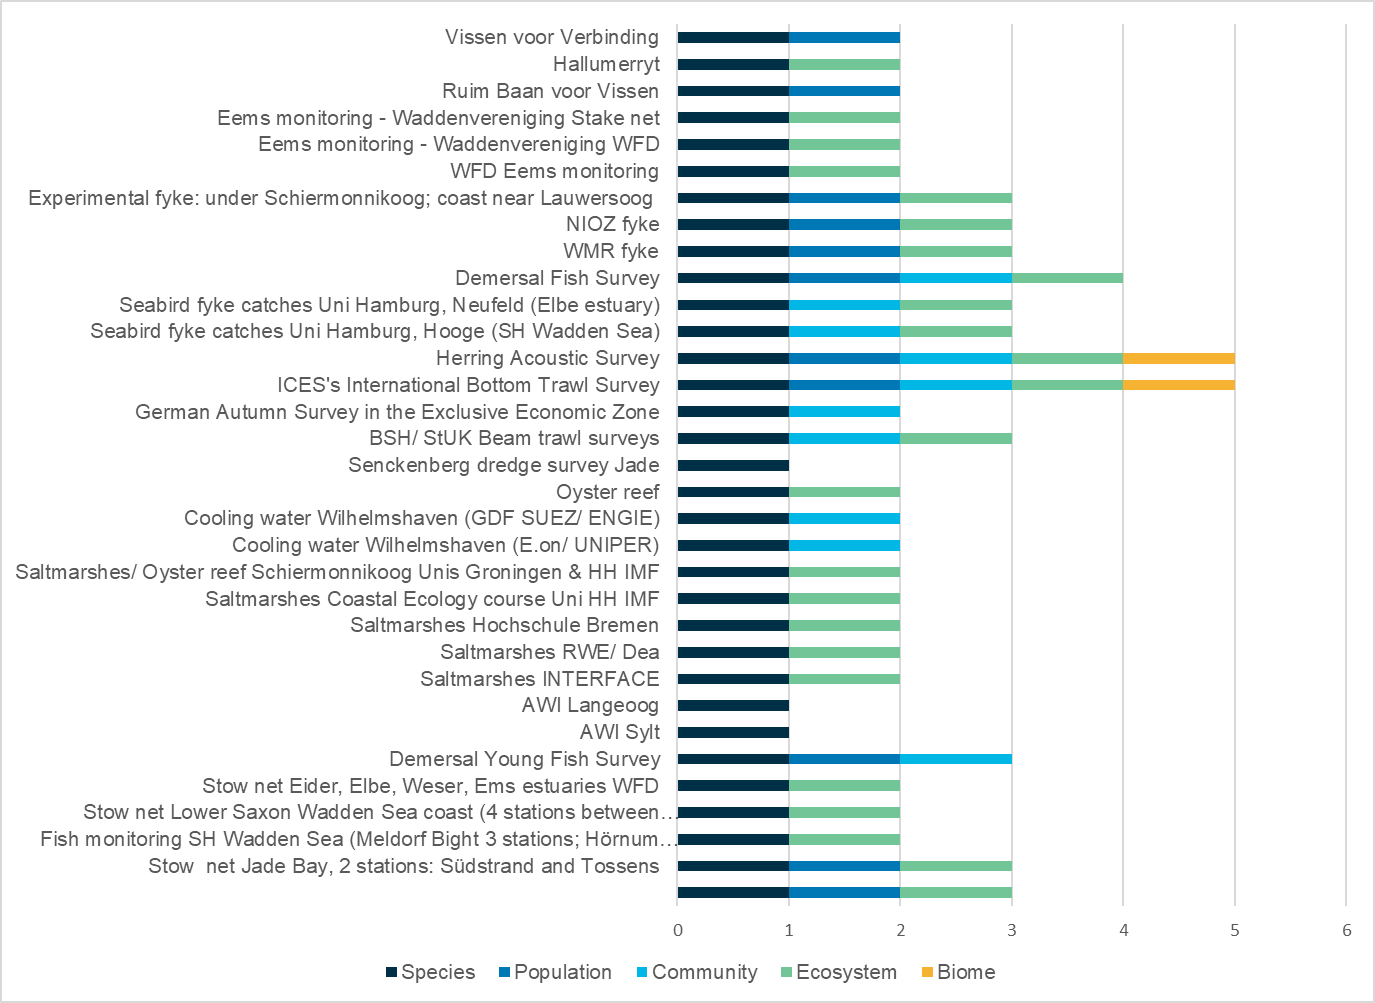 Vissen voor Verbinding
Hallumerryt
Ruim Baan voor Vissen
Eems monitoring - Waddenvereniging Stake net
Eems monitoring - Waddenvereniging WFD
WFD Eems monitoring
Experimental fyke: under Schiermonnikoog; coast near Lauwersoog
NIOZ fyke
WMR fyke
Demersal Fish Survey
Seabird fyke catches Uni Hamburg, Neufeld (Elbe estuary)
Seabird fyke catches Uni Hamburg, Hooge (SH Wadden Sea)
Herring Acoustic Survey
ICES's International Bottom Trawl Survey
German Autumn Survey in the Exclusive Economic Zone
BSH/ StUK Beam trawl surveys
Senckenberg dredge survey Jade
Oyster reef
Cooling water Wilhelmshaven (GDF SUEZ/ ENGIE)
Cooling water Wilhelmshaven (E.on/ UNIPER)
Saltmarshes/ Oyster reef Schiermonnikoog Unis Groningen & HH IMF
Saltmarshes Coastal Ecology course Uni HH IMF
Saltmarshes Hochschule Bremen
Saltmarshes RWE/ Dea
Saltmarshes INTERFACE
AWI Langeoog
AWI Sylt
Demersal Young Fish Survey
Stow net Eider, Elbe, Weser, Ems estuaries WFD
Stow net Lower Saxon Wadden Sea coast (4 stations between…
Fish monitoring SH Wadden Sea (Meldorf Bight 3 stations; Hörnum…
Stow  net Jade Bay, 2 stations: Südstrand and Tossens
0 1 2 3 4 5 6
Species Population Community Ecosystem Biome